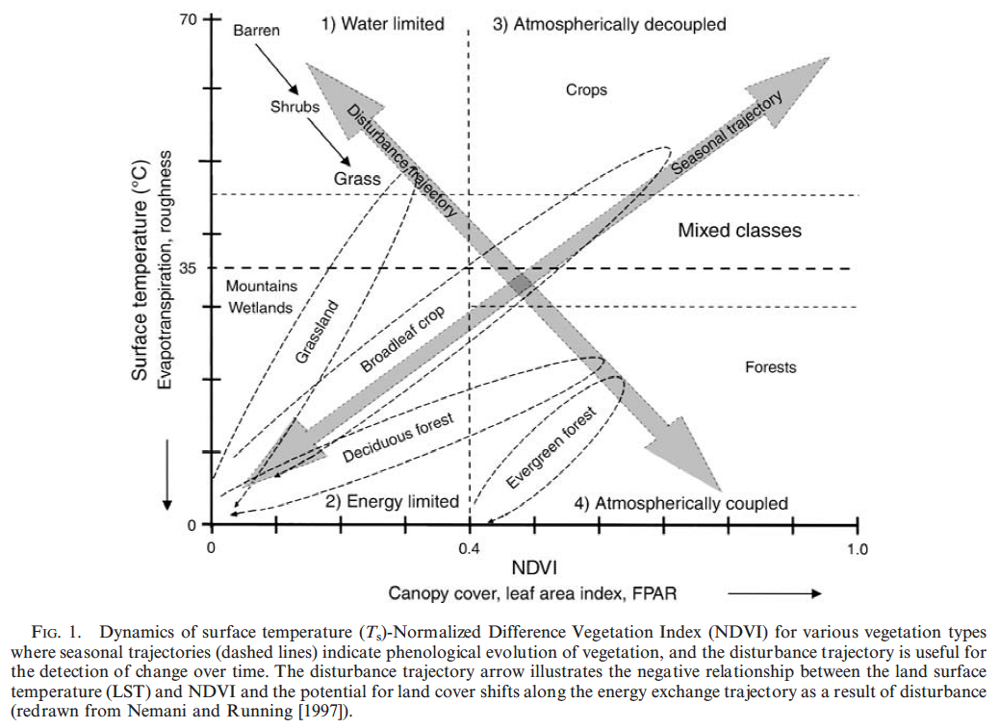 70
Barren
1) Water limited
3) Atmospherically decoupled
Crops
Shrubs
Disturbance trajectory
Seasonal trajectory
Grass
Surface temperature (°C)
Evapotranspiration, roughness
Mixed classes
35
Mountains
Wetlands
Grassland
Broadleaf crop
Forests
Deciduous forest
Evergreen forest
2) Energy limited
4) Atmospherically coupled
0
0
0.4
1.0
NDVI
Canopy cover, leaf area index, FPAR
FIG. 1. Dynamics of surface temperature (Ts)-Normalized Difference Vegetation Index (NDVI) for various vegetation types
where seasonal trajectories (dashed lines) indicate phenological evolution of vegetation, and the disturbance trajectory is useful for
the detection of change over time. The disturbance trajectory arrow illustrates the negative relationship between the land surface
temperature (LST) and NDVI and the potential for land cover shifts along the energy exchange trajectory as a result of disturbance
(redrawn from Nemani and Running [1997]).